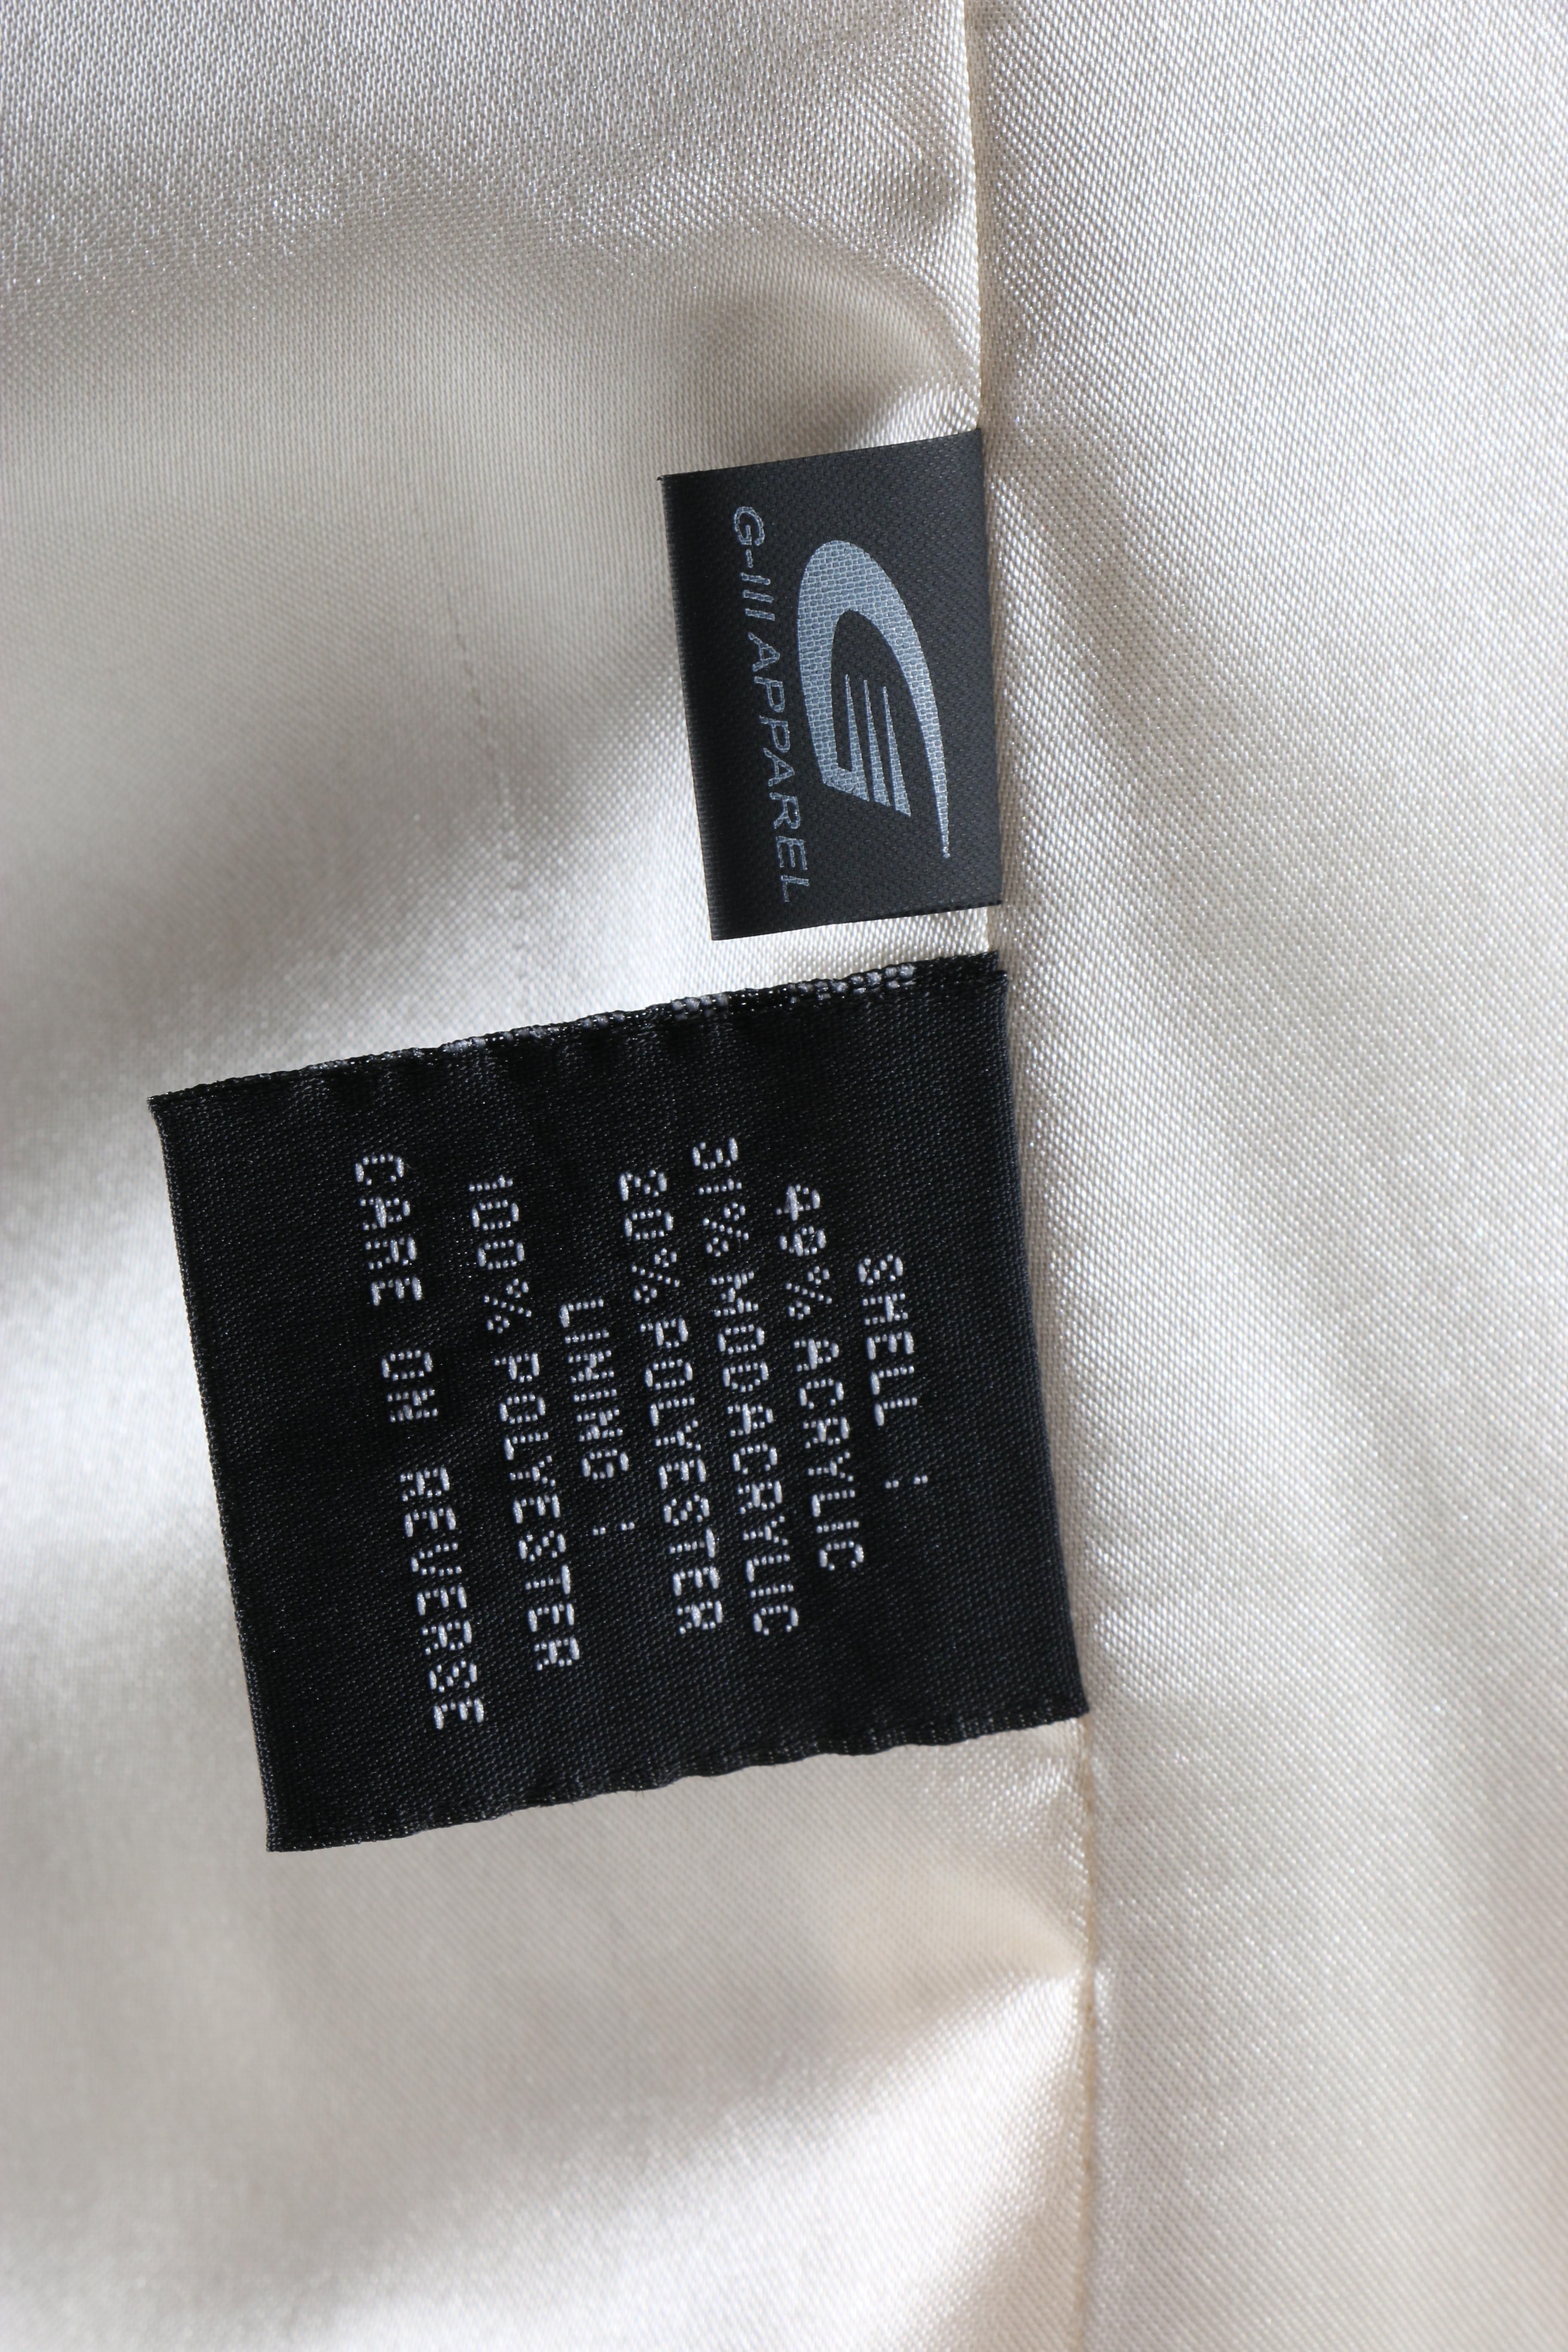 G-III APPAREL
SHELL :
49% ACRYLIC
31% MODACRYLIC
20% POLYESTER
LINING :
100% POLYESTER
CARE ON REVERSE